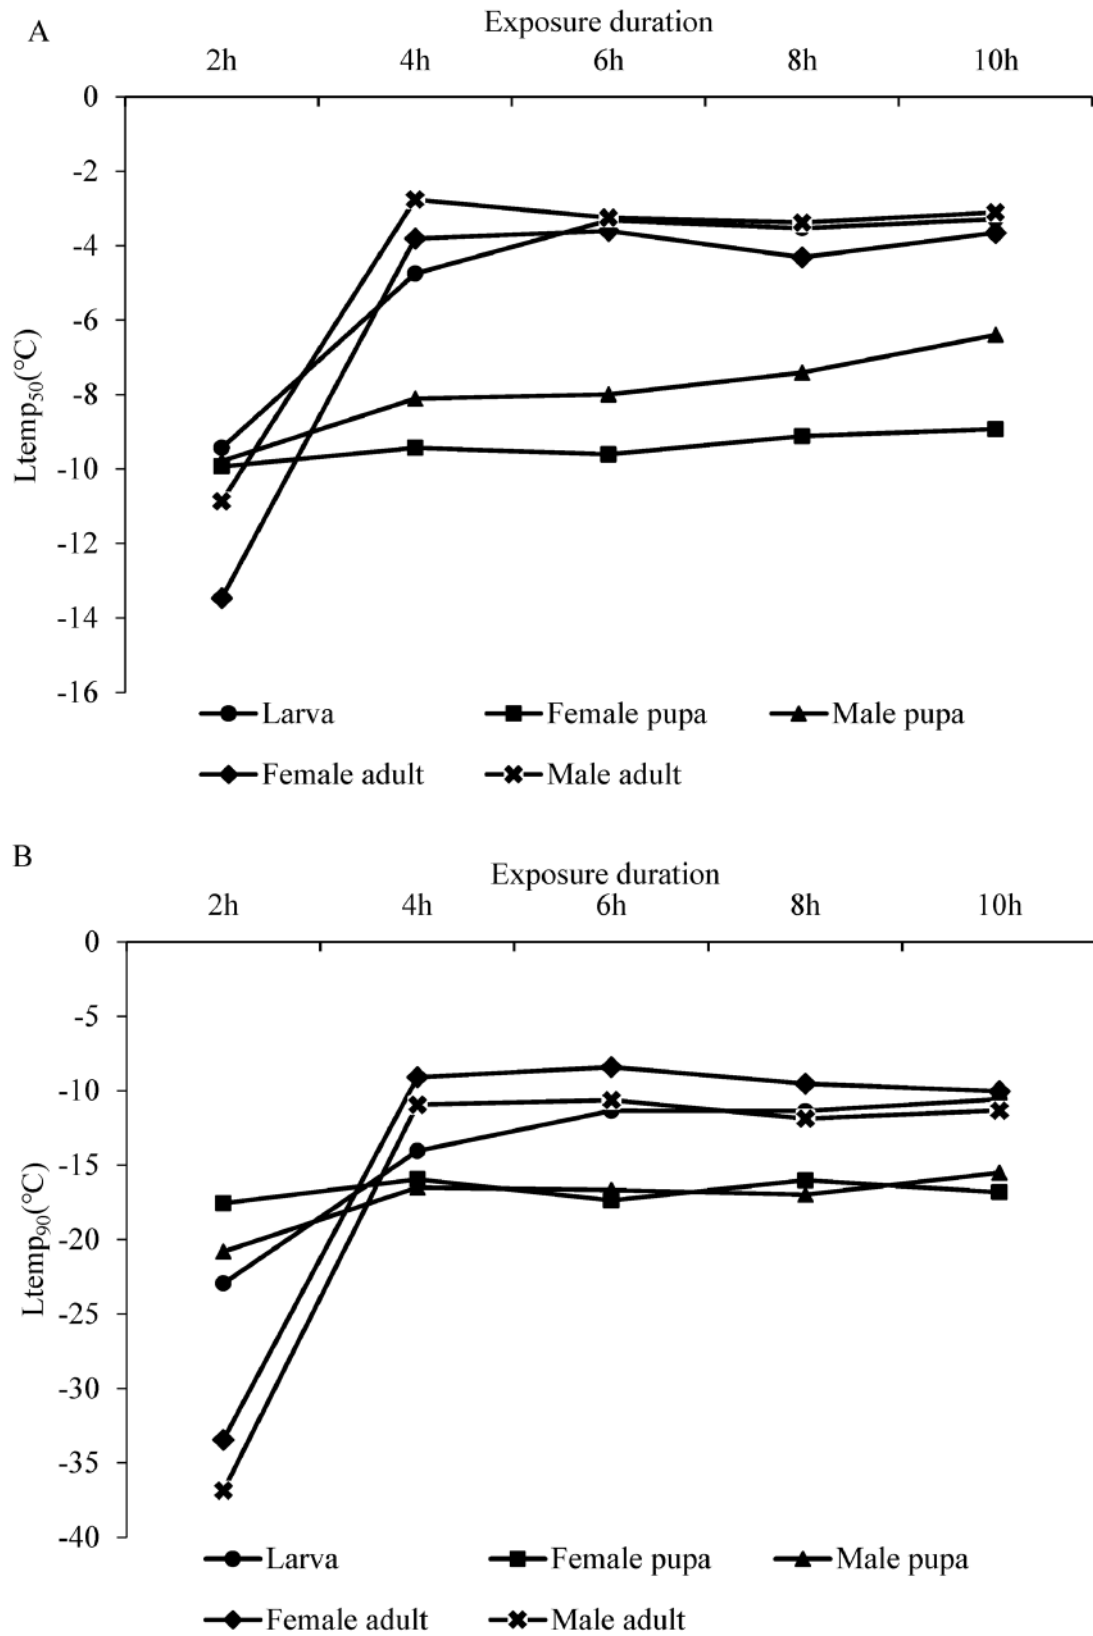 A
Exposure duration
2h 4h 6h 8h 10h
0
-2
-4
-6
-8
-10
-12
-14
-16
Ltemp50(°C)
Larva Female pupa Male pupa
Female adult Male adult
B
Exposure duration
2h 4h 6h 8h 10h
0
-5
-10
-15
-20
-25
-30
-35
-40
Ltemp90(°C)
Larva Female pupa Male pupa
Female adult Male adult